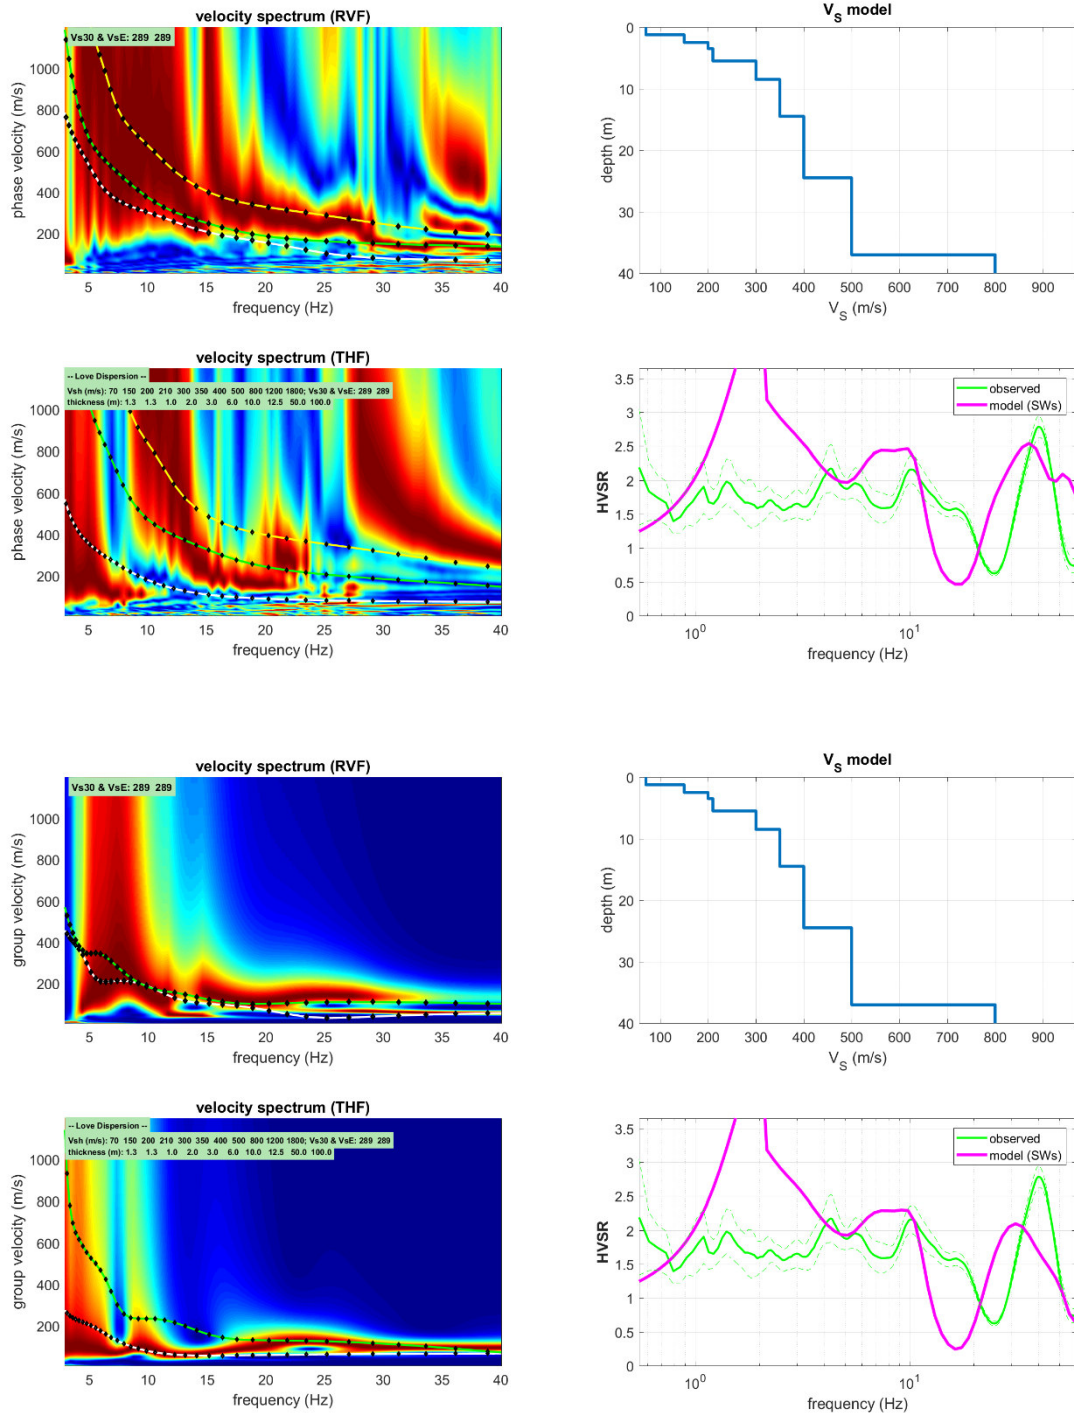 velocity spectrum (RVF)
Vs30 & VsE: 289 289
1000
800
600
400
200
phase velocity (m/s)
5 10 15 20 25 30 35 40
frequency (Hz)
V_S model
0
10
20
30
40
depth (m)
100 200 300 400 500 600 700 800 900
V_S (m/s)
velocity spectrum (THF)
-- Love Dispersion --
Vsh (m/s): 70 150 200 210 300 350 400 500 800 1200 1800; Vs30 & VsE: 289 289
thickness (m): 1.3 1.3 1.0 2.0 3.0 6.0 10.0 12.5 50.0 100.0
1000
800
600
400
200
phase velocity (m/s)
5 10 15 20 25 30 35 40
frequency (Hz)
observed
model (SWs)
3.5
3
2.5
2
1.5
1
0.5
0
HVSR
10^0 10^1
frequency (Hz)
velocity spectrum (RVF)
Vs30 & VsE: 289 289
1000
800
600
400
200
group velocity (m/s)
5 10 15 20 25 30 35 40
frequency (Hz)
V_S model
0
10
20
30
40
depth (m)
100 200 300 400 500 600 700 800 900
V_S (m/s)
velocity spectrum (THF)
-- Love Dispersion --
Vsh (m/s): 70 150 200 210 300 350 400 500 800 1200 1800; Vs30 & VsE: 289 289
thickness (m): 1.3 1.3 1.0 2.0 3.0 6.0 10.0 12.5 50.0 100.0
1000
800
600
400
200
group velocity (m/s)
5 10 15 20 25 30 35 40
frequency (Hz)
observed
model (SWs)
3.5
3
2.5
2
1.5
1
0.5
0
HVSR
10^0 10^1
frequency (Hz)